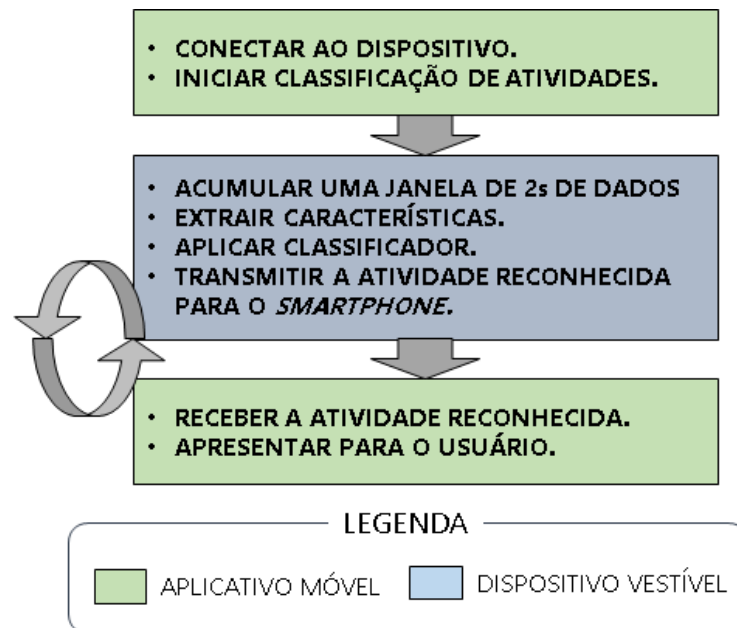 • CONECTAR AO DISPOSITIVO.
• INICIAR CLASSIFICAÇÃO DE ATIVIDADES.
• ACUMULAR UMA JANELA DE 2s DE DADOS
• EXTRAIR CARACTERÍSTICAS.
• APLICAR CLASSIFICADOR.
• TRANSMITIR A ATIVIDADE RECONHECIDA
PARA O SMARTPHONE.
• RECEBER A ATIVIDADE RECONHECIDA.
• APRESENTAR PARA O USUÁRIO.
LEGENDA
APLICATIVO MÓVEL
DISPOSITIVO VESTÍVEL